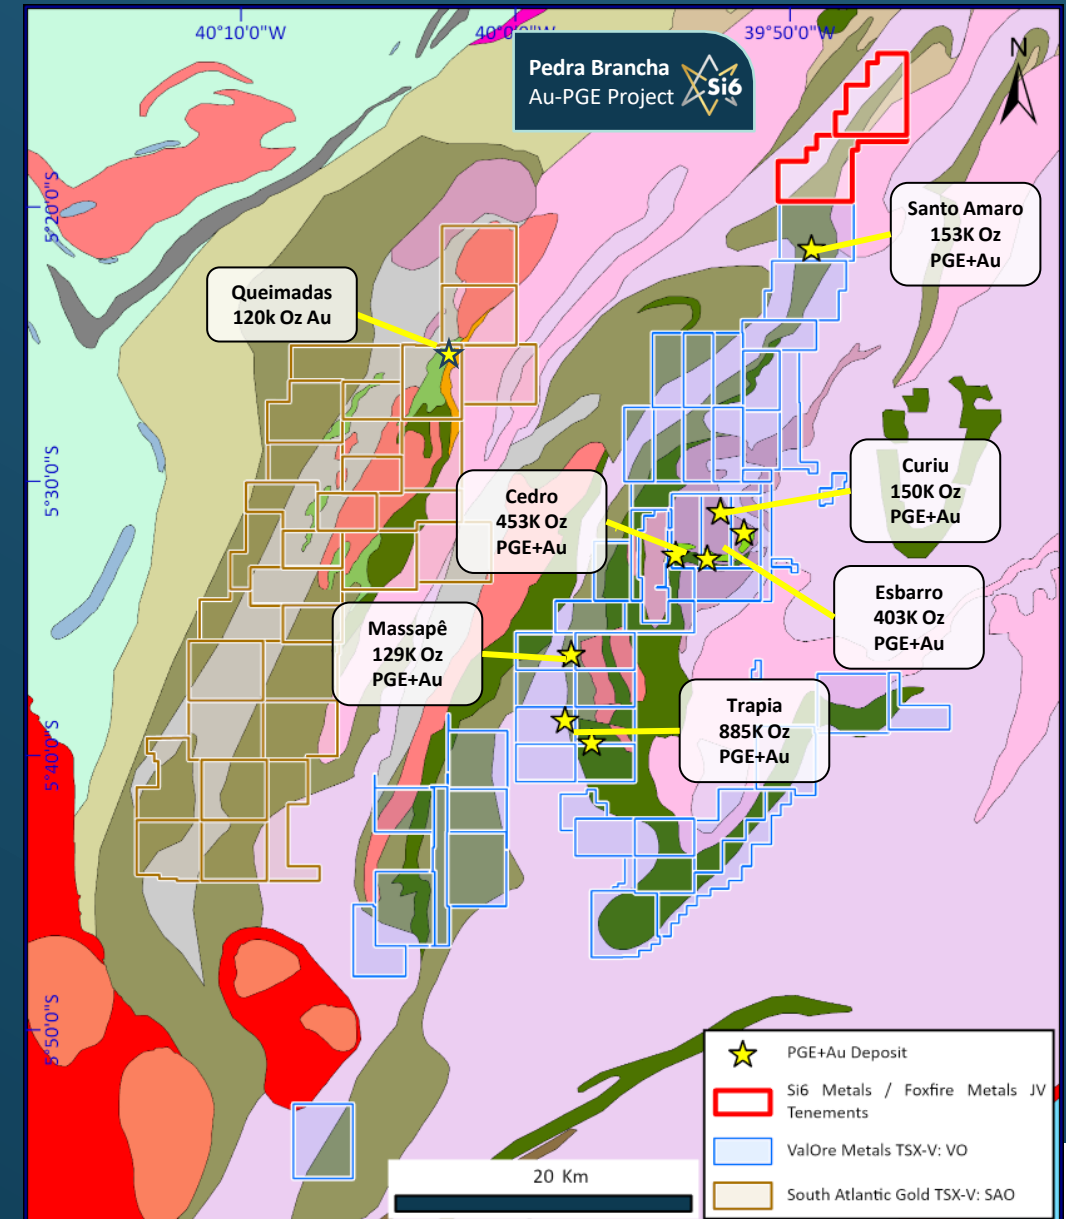 40°10'0"W
40°0'0"W
39°50'0"W
Pedra Brancha
Au-PGE Project
Si6
N
5°20'0"S
Santo Amaro
153K Oz
PGE+Au
Queimadas
120k Oz Au
5°30'0"S
Curiu
150K Oz
PGE+Au
Cedro
453K Oz
PGE+Au
Esbarro
403K Oz
PGE+Au
Massapê
129K Oz
PGE+Au
Trapia
885K Oz
PGE+Au
5°40'0"S
5°50'0"S
PGE+Au Deposit
Si6 Metals / Foxfire Metals JV
Tenements
ValOre Metals TSX-V: VO
South Atlantic Gold TSX-V: SAO
20 Km